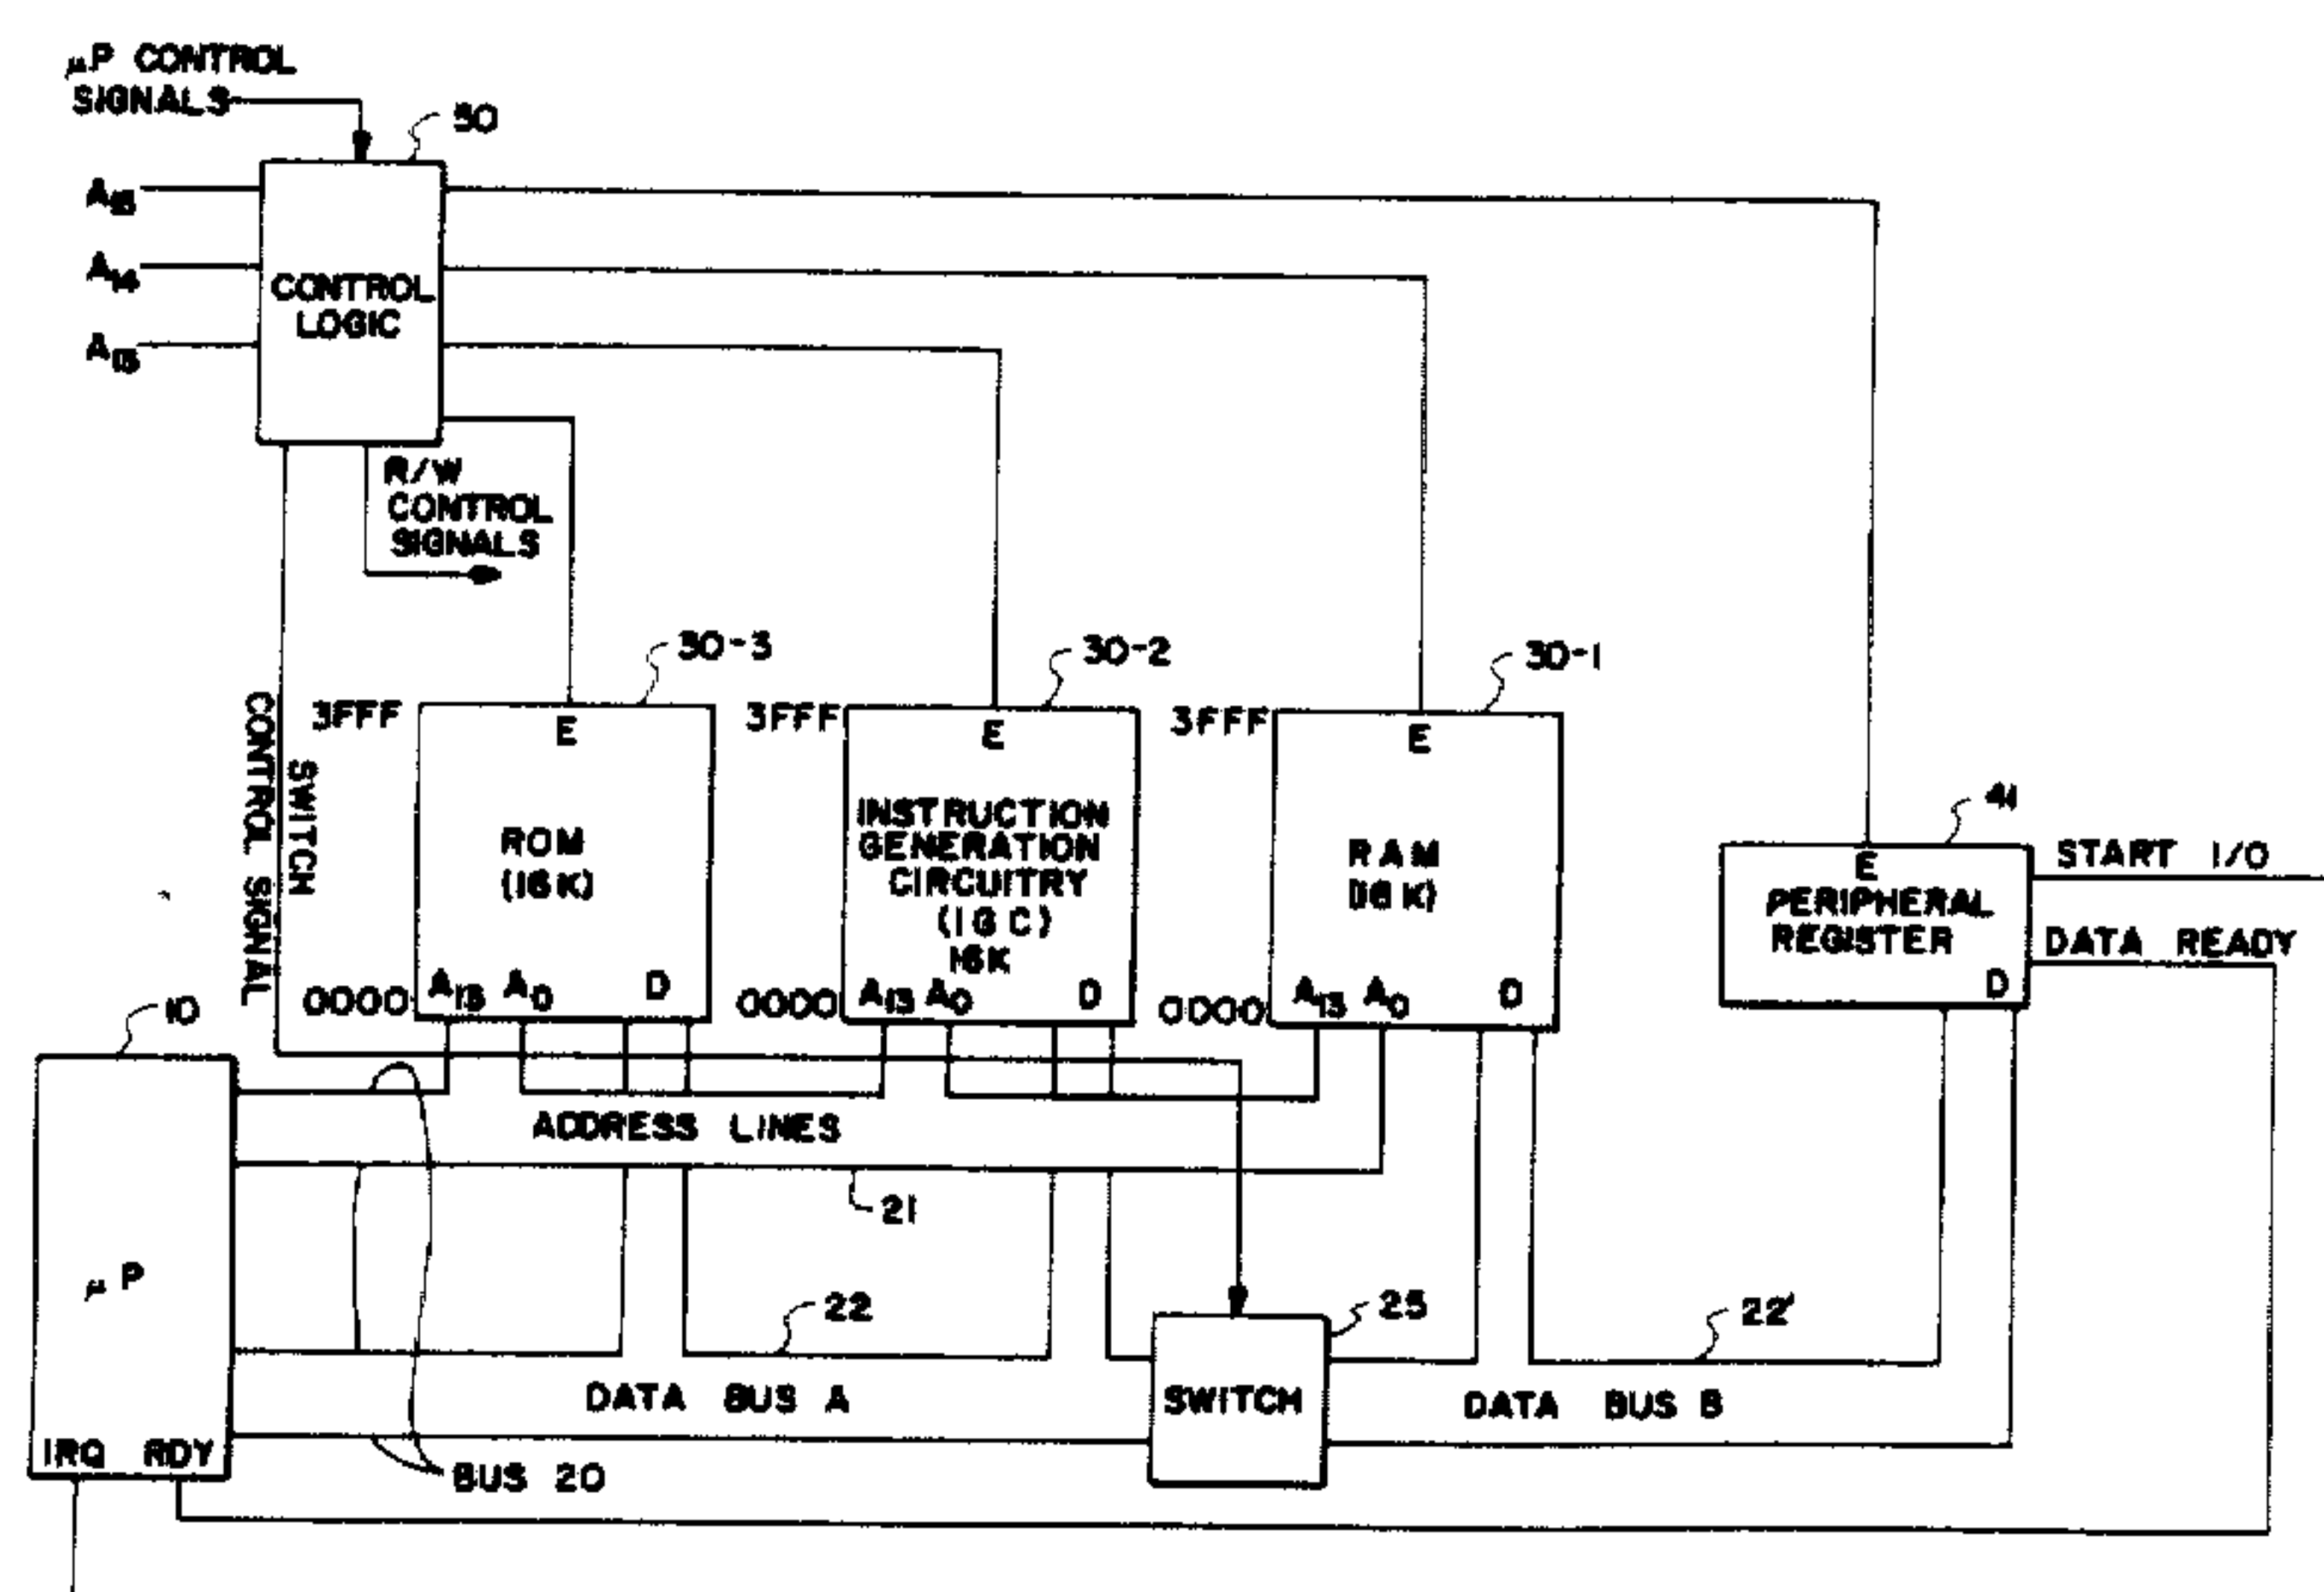 μP CONTROL
SIGNALS
50
A15
A14
A13
CONTROL
LOGIC
R/W
CONTROL
SIGNALS
SWITCH
CONTROL SIGNAL
30-3
30-2
30-1
3FFF
E
ROM
(16K)
0000
A13 A0 D
3FFF
E
INSTRUCTION
GENERATION
CIRCUITRY
(IGC)
16K
0000
A13 A0 D
3FFF
E
RAM
(16K)
0000
A13 A0 D
41
E
PERIPHERAL
REGISTER
D
START I/O
DATA READY
10
μP
IRQ RDY
ADDRESS LINES
21
22
DATA BUS A
BUS 20
25
SWITCH
22'
DATA BUS B